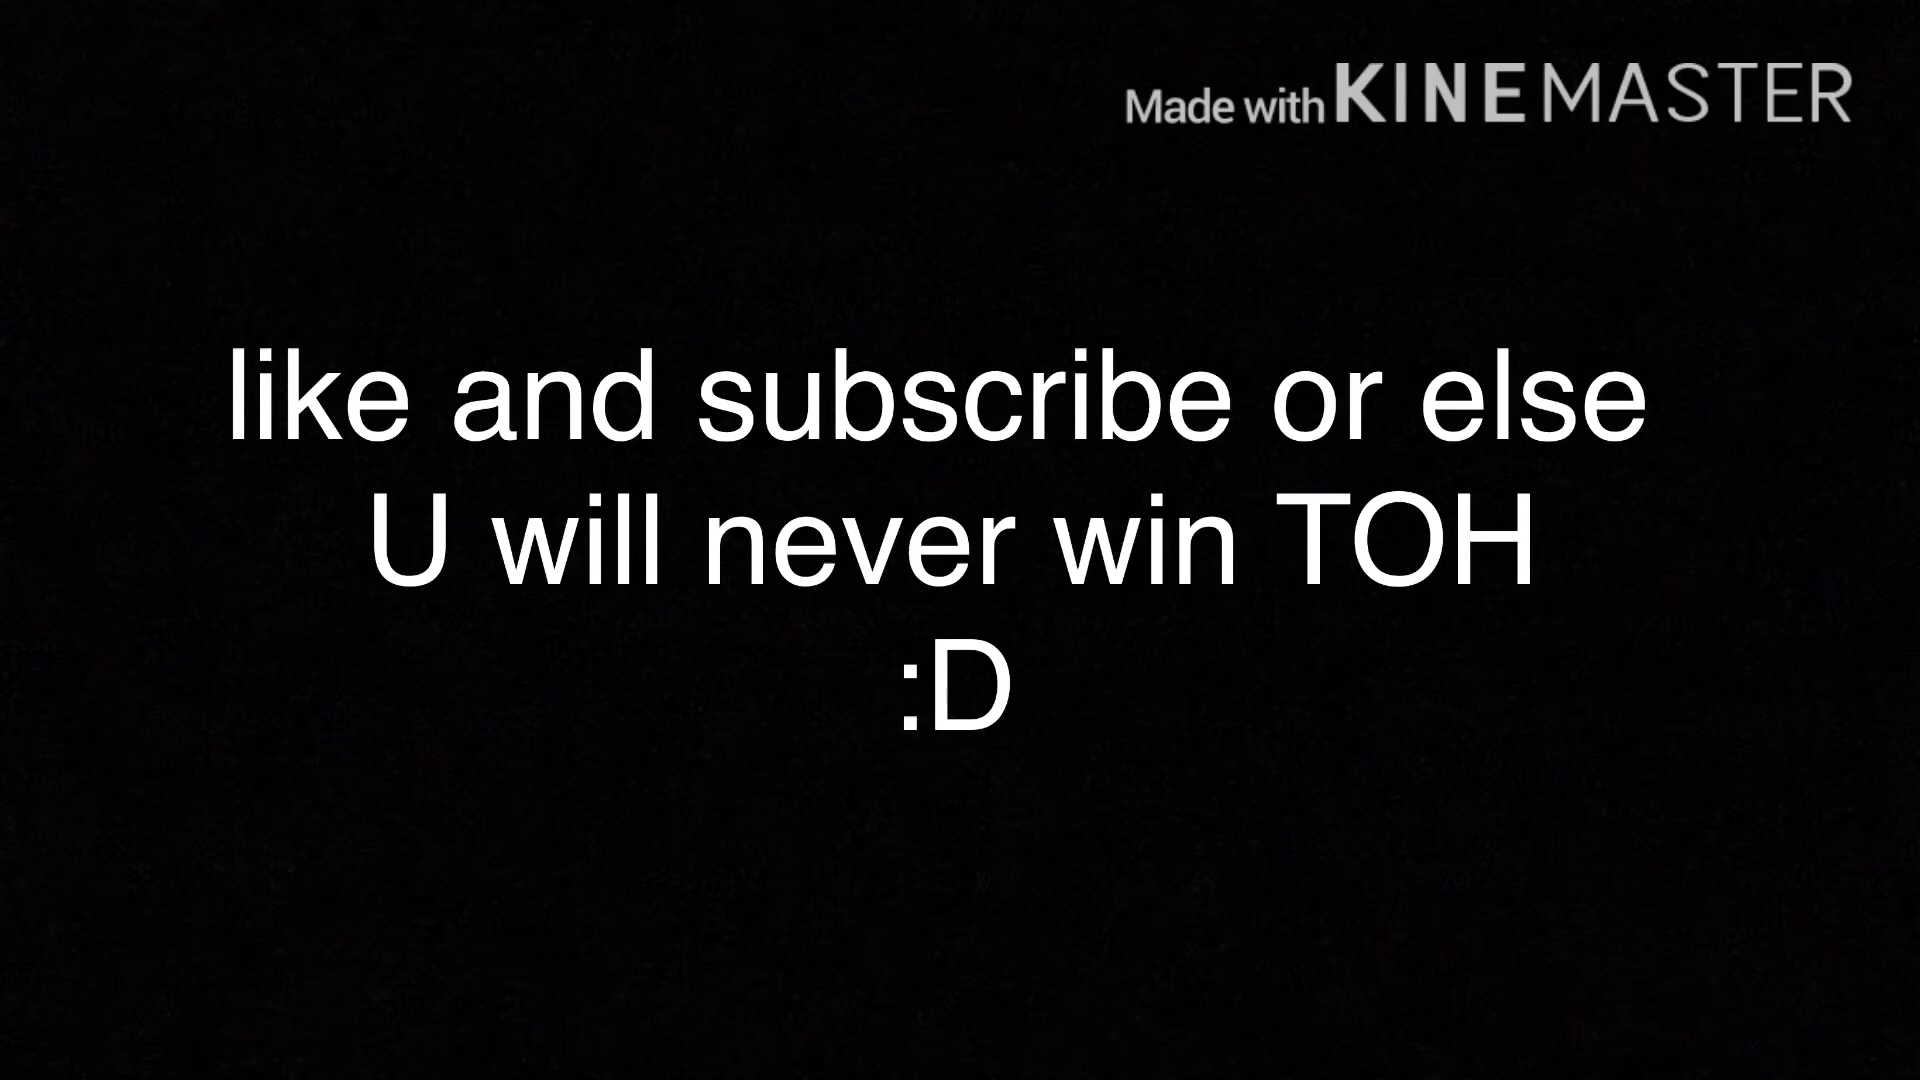 Made with KINEMASTER
like and subscribe or else
U will never win TOH
:D